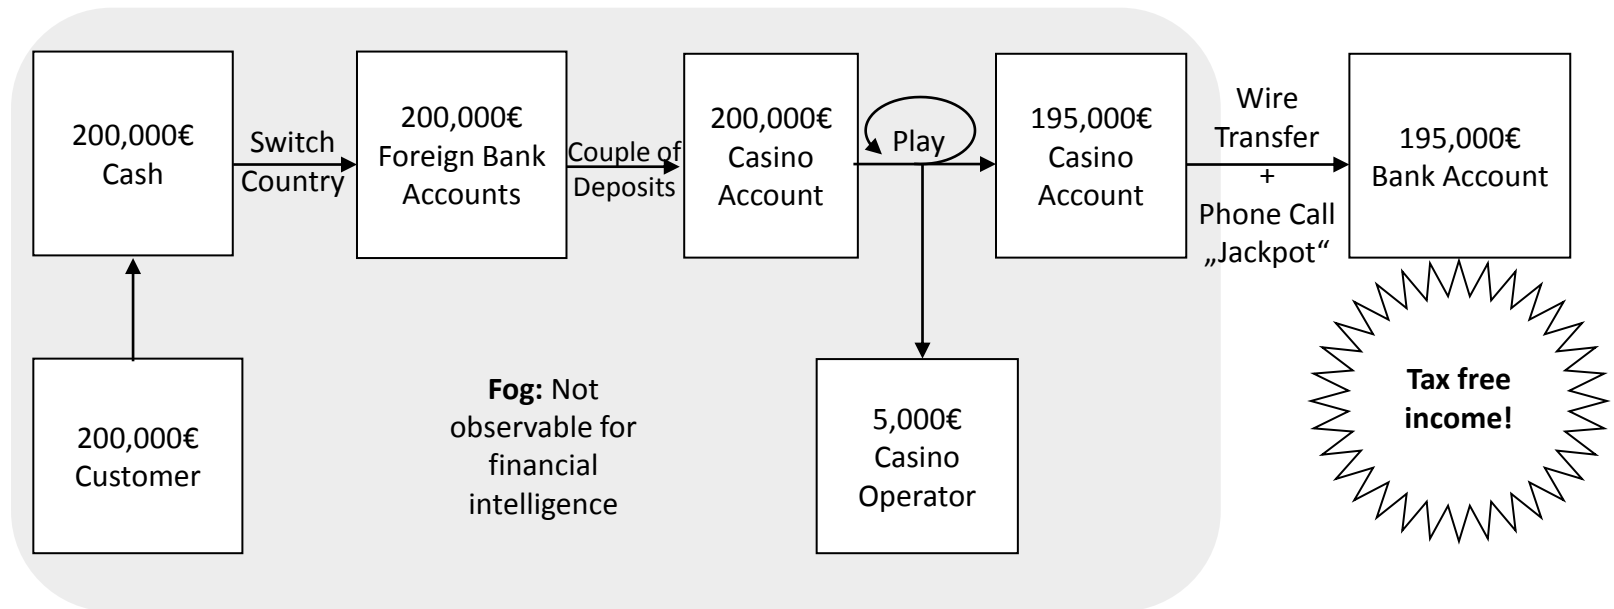 200,000€
Cash
Switch
Country
200,000€
Foreign Bank
Accounts
Couple of
Deposits
200,000€
Casino
Account
Play
195,000€
Casino
Account
Wire
Transfer
+
Phone Call
„Jackpot“
195,000€
Bank Account
200,000€
Customer
Fog: Not
observable for
financial
intelligence
5,000€
Casino
Operator
Tax free
income!